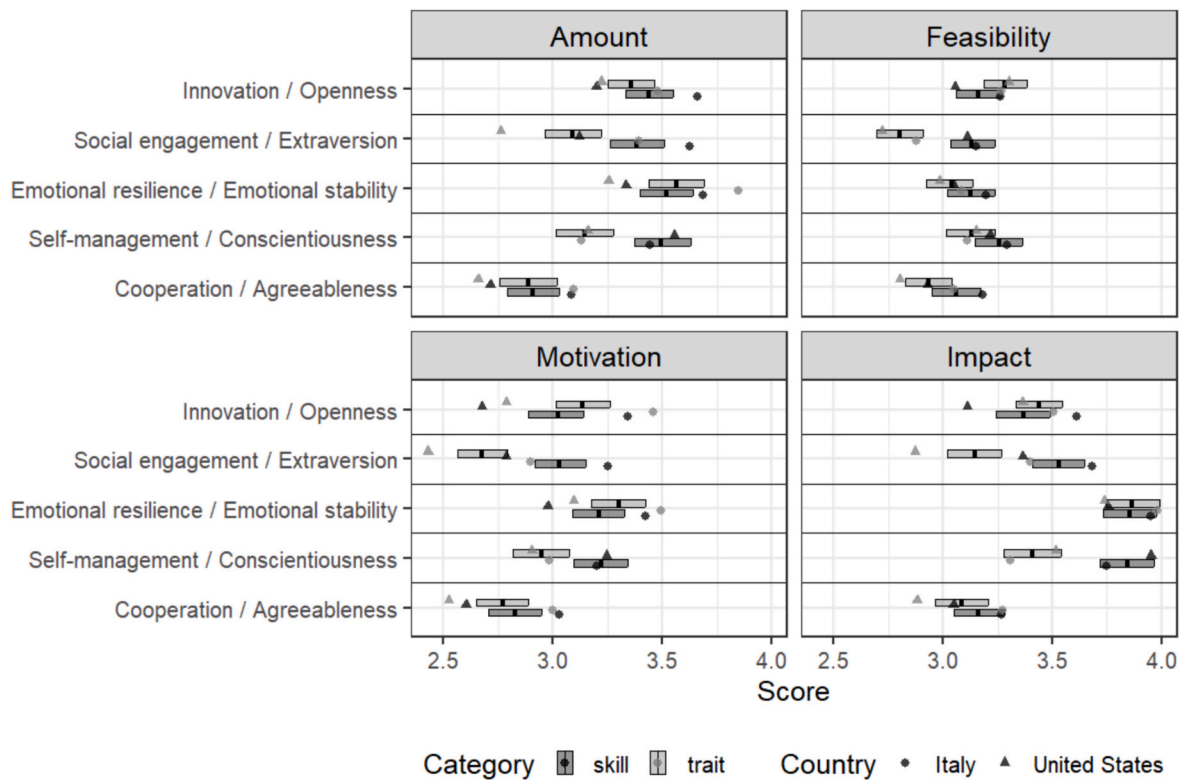 Amount Feasibility
Innovation / Openness
Social engagement / Extraversion
Emotional resilience / Emotional stability
Self-management / Conscientiousness
Cooperation / Agreeableness
Motivation Impact
Innovation / Openness
Social engagement / Extraversion
Emotional resilience / Emotional stability
Self-management / Conscientiousness
Cooperation / Agreeableness
2.5 3.0 3.5 4.0 2.5 3.0 3.5 4.0
Score
Category skill trait Country Italy United States